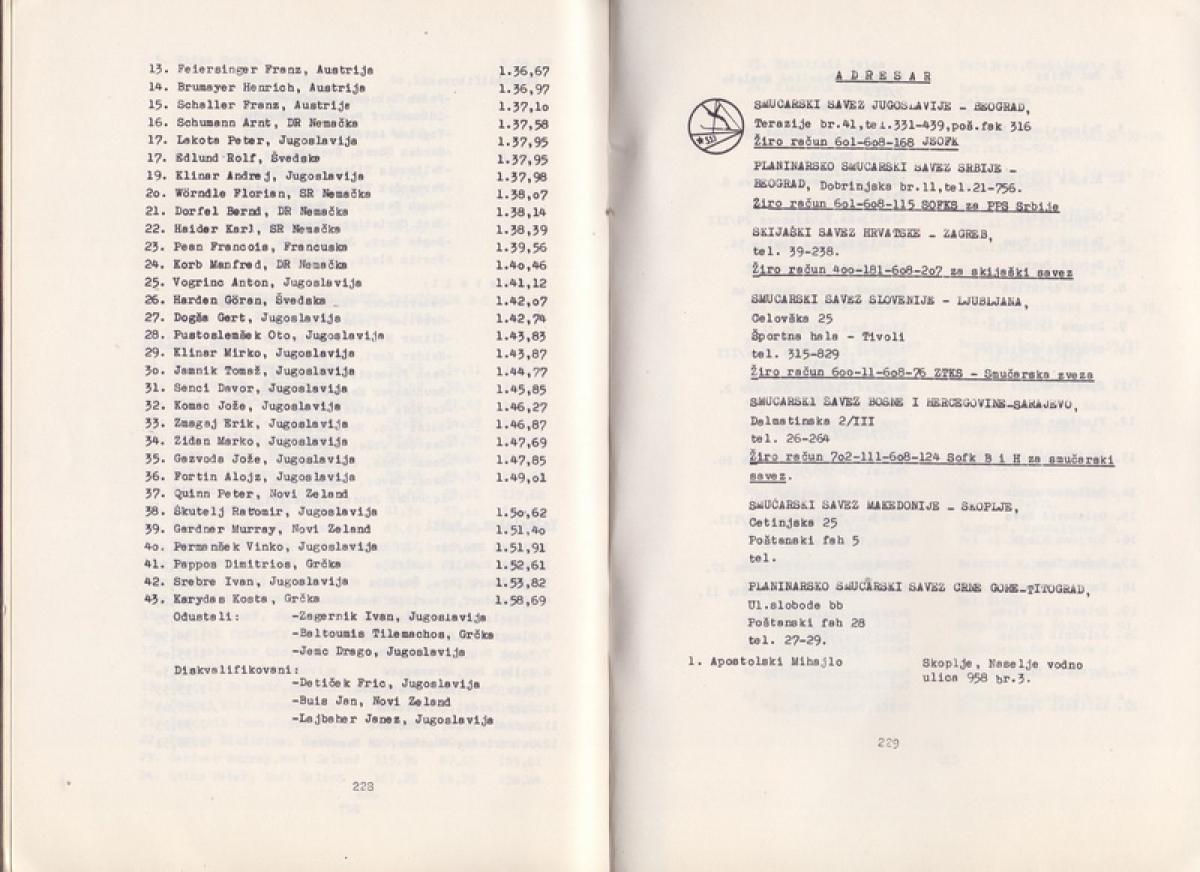 13. Feiersinger Franz, Austrija 1.36,67
14. Brumayer Henrich, Austrija 1.36,97
15. Schaller Franz, Austrija 1.37,1o
16. Schumann Arnt, DR Nemačka 1.37,58
17. Lakota Peter, Jugoslavija 1.37,95
17. Edlund Rolf, Švedska 1.37,95
19. Klinar Andrej, Jugoslavija 1.37,98
2o. Wörndle Florian, SR Nemačka 1.38,o7
21. Dorfel Bernd, DR Nemačka 1.38,14
22. Haider Karl, SR Nemačka 1.38,39
23. Pean Francois, Francuska 1.39,56
24. Korb Manfred, DR Nemačka 1.4o,46
25. Vogrinc Anton, Jugoslavija 1.41,12
26. Harden Göran, Švedska 1.42,o7
27. Dogša Gert, Jugoslavija 1.42,74
28. Pustoslemšek Oto, Jugoslavija 1.43,83
29. Klinar Mirko, Jugoslavija 1.43,87
3o. Jamnik Tomaž, Jugoslavija 1.44,77
31. Senci Davor, Jugoslavija 1.45,85
32. Komac Jože, Jugoslavija 1.46,27
33. Zmagaj Erik, Jugoslavija 1.46,87
34. Židan Marko, Jugoslavija 1.47,69
35. Gazvoda Jože, Jugoslavija 1.47,85
36. Fortin Alojz, Jugoslavija 1.49,o1
37. Quinn Peter, Novi Zeland
38. Škutelj Ratomir, Jugoslavija 1.5o,62
39. Gardner Murray, Novi Zeland 1.51,4o
4o. Permanšek Vinko, Jugoslavija 1.51,91
41. Pappos Dimitrios, Grčka 1.52,61
42. Srebre Ivan, Jugoslavija 1.53,82
43. Karydas Kosta, Grčka 1.58,69
Odustali: -Zagernik Ivan, Jugoslavija
-Baltoumis Tilemachos, Grčka
-Jemc Drago, Jugoslavija
Diskvalifikovani:
-Detiček Fric, Jugoslavija
-Buis Jan, Novi Zeland
-Lajbaher Janez, Jugoslavija
228
A D R E S A R
SMUČARSKI SAVEZ JUGOSLAVIJE - BEOGRAD,
Terazije br.41,tel.331-439,poš.fak 316
Žiro račun 6o1-6o8-168 JSOFK
PLANINARSKO SMUČARSKI SAVEZ SRBIJE -
BEOGRAD, Dobrinjska br.11,tel.21-756.
Žiro račun 6o1-6o8-115 SOFKS za PPS Srbije
SKIJAŠKI SAVEZ HRVATSKE - ZAGREB,
tel. 39-238.
Žiro račun 4oo-181-6o8-2o7 za skijaški savez
SMUČARSKI SAVEZ SLOVENIJE - LJUBLJANA,
Celovška 25
Športna hala - Tivoli
tel. 315-829
Žiro račun 6oo-11-6o8-76 ZTKS - Smučarska zveza
SMUČARSKI SAVEZ BOSNE I HERCEGOVINE-SARAJEVO,
Dalmatinska 2/III
tel. 26-264
Žiro račun 7o2-111-6o8-124 Sofk B i H za smučarski
savez.
SMUČARSKI SAVEZ MAKEDONIJE - SKOPLJE,
Cetinjska 25
Poštanski fah 5
tel.
PLANINARSKO SMUČARSKI SAVEZ CRNE GORE-TITOGRAD,
Ul.slobode bb
Poštanski fah 28
tel. 27-29.
1. Apostolski Mihajlo Skoplje, Naselje vodno
ulica 958 br.3.
229